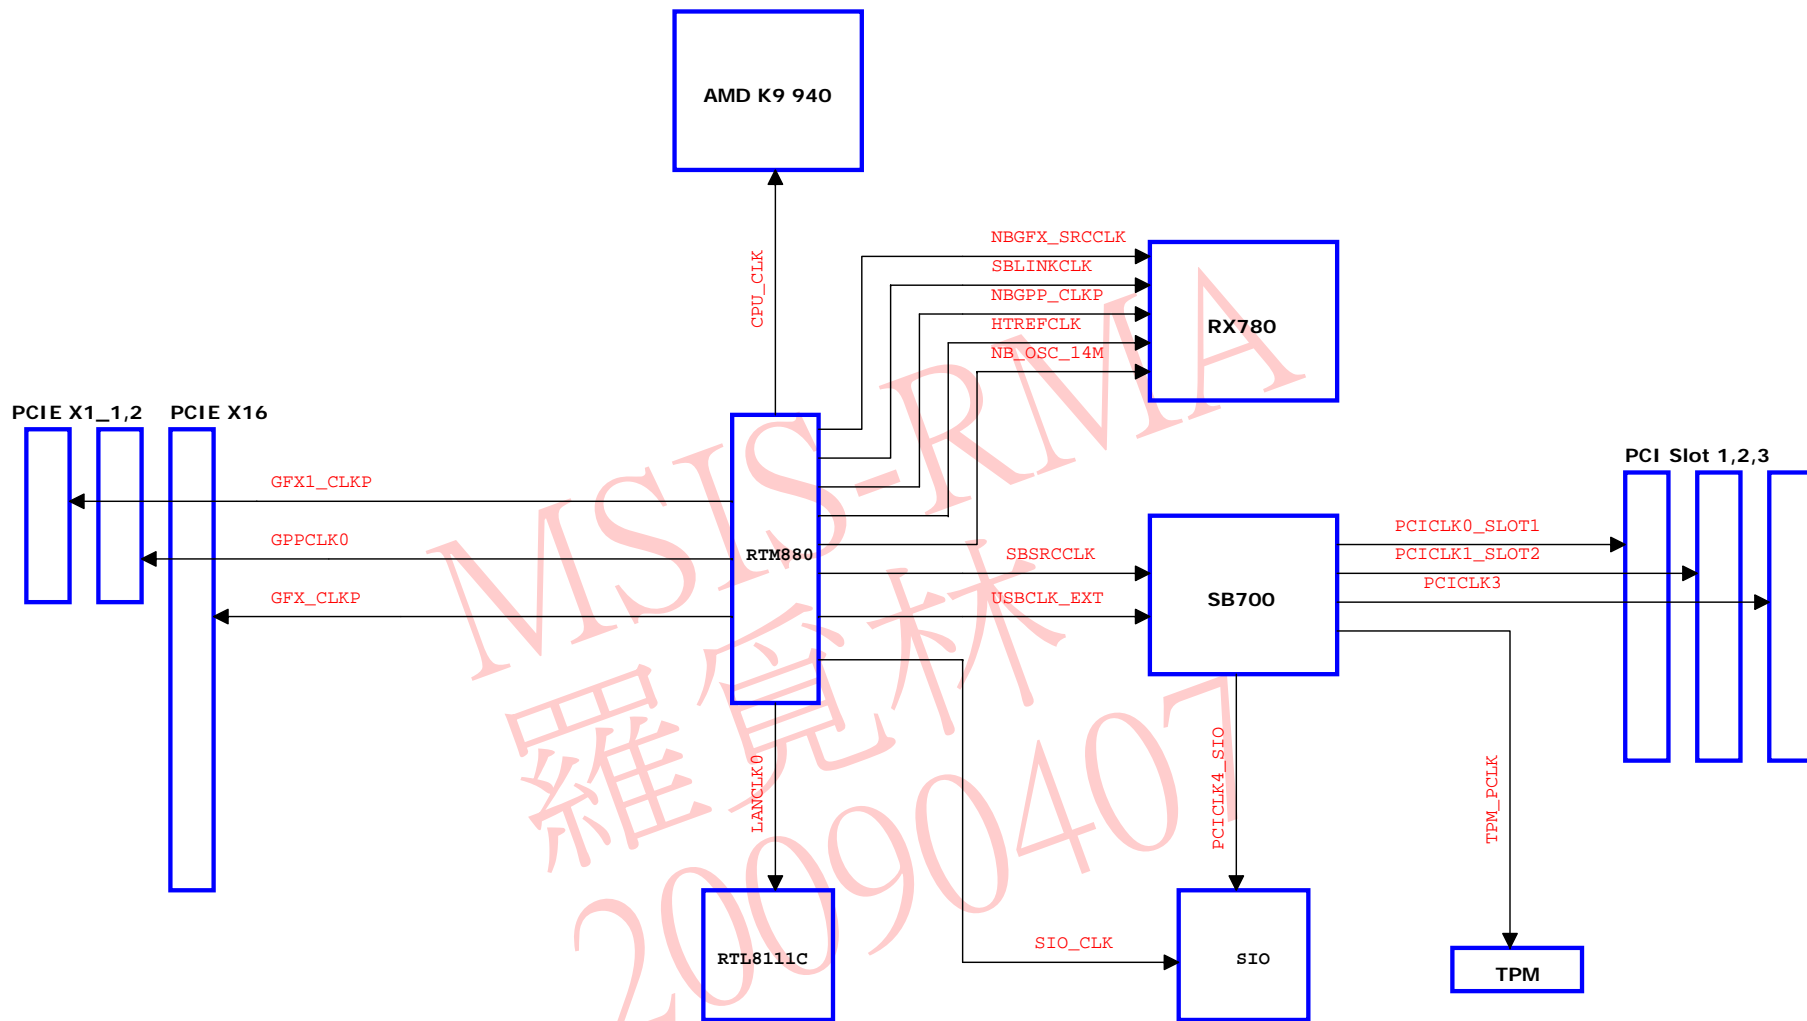 AMD K9 940
CPU_CLK
NBGFX_SRCCLK
SBLINKCLK
NBGPP_CLKP
HTREFCLK
NB_OSC_14M
RX780
PCIE X1_1,2
PCIE X16
GFX1_CLKP
GPPCLK0
GFX_CLKP
RTM880
SBSRCCLK
USBCLK_EXT
SB700
PCI Slot 1,2,3
PCICLK0_SLOT1
PCICLK1_SLOT2
PCICLK3
LANCLK0
PCICLK4_SIO
TPM_PCLK
RTL8111C
SIO_CLK
SIO
TPM
MSIS-RMA
羅覓林
20090407